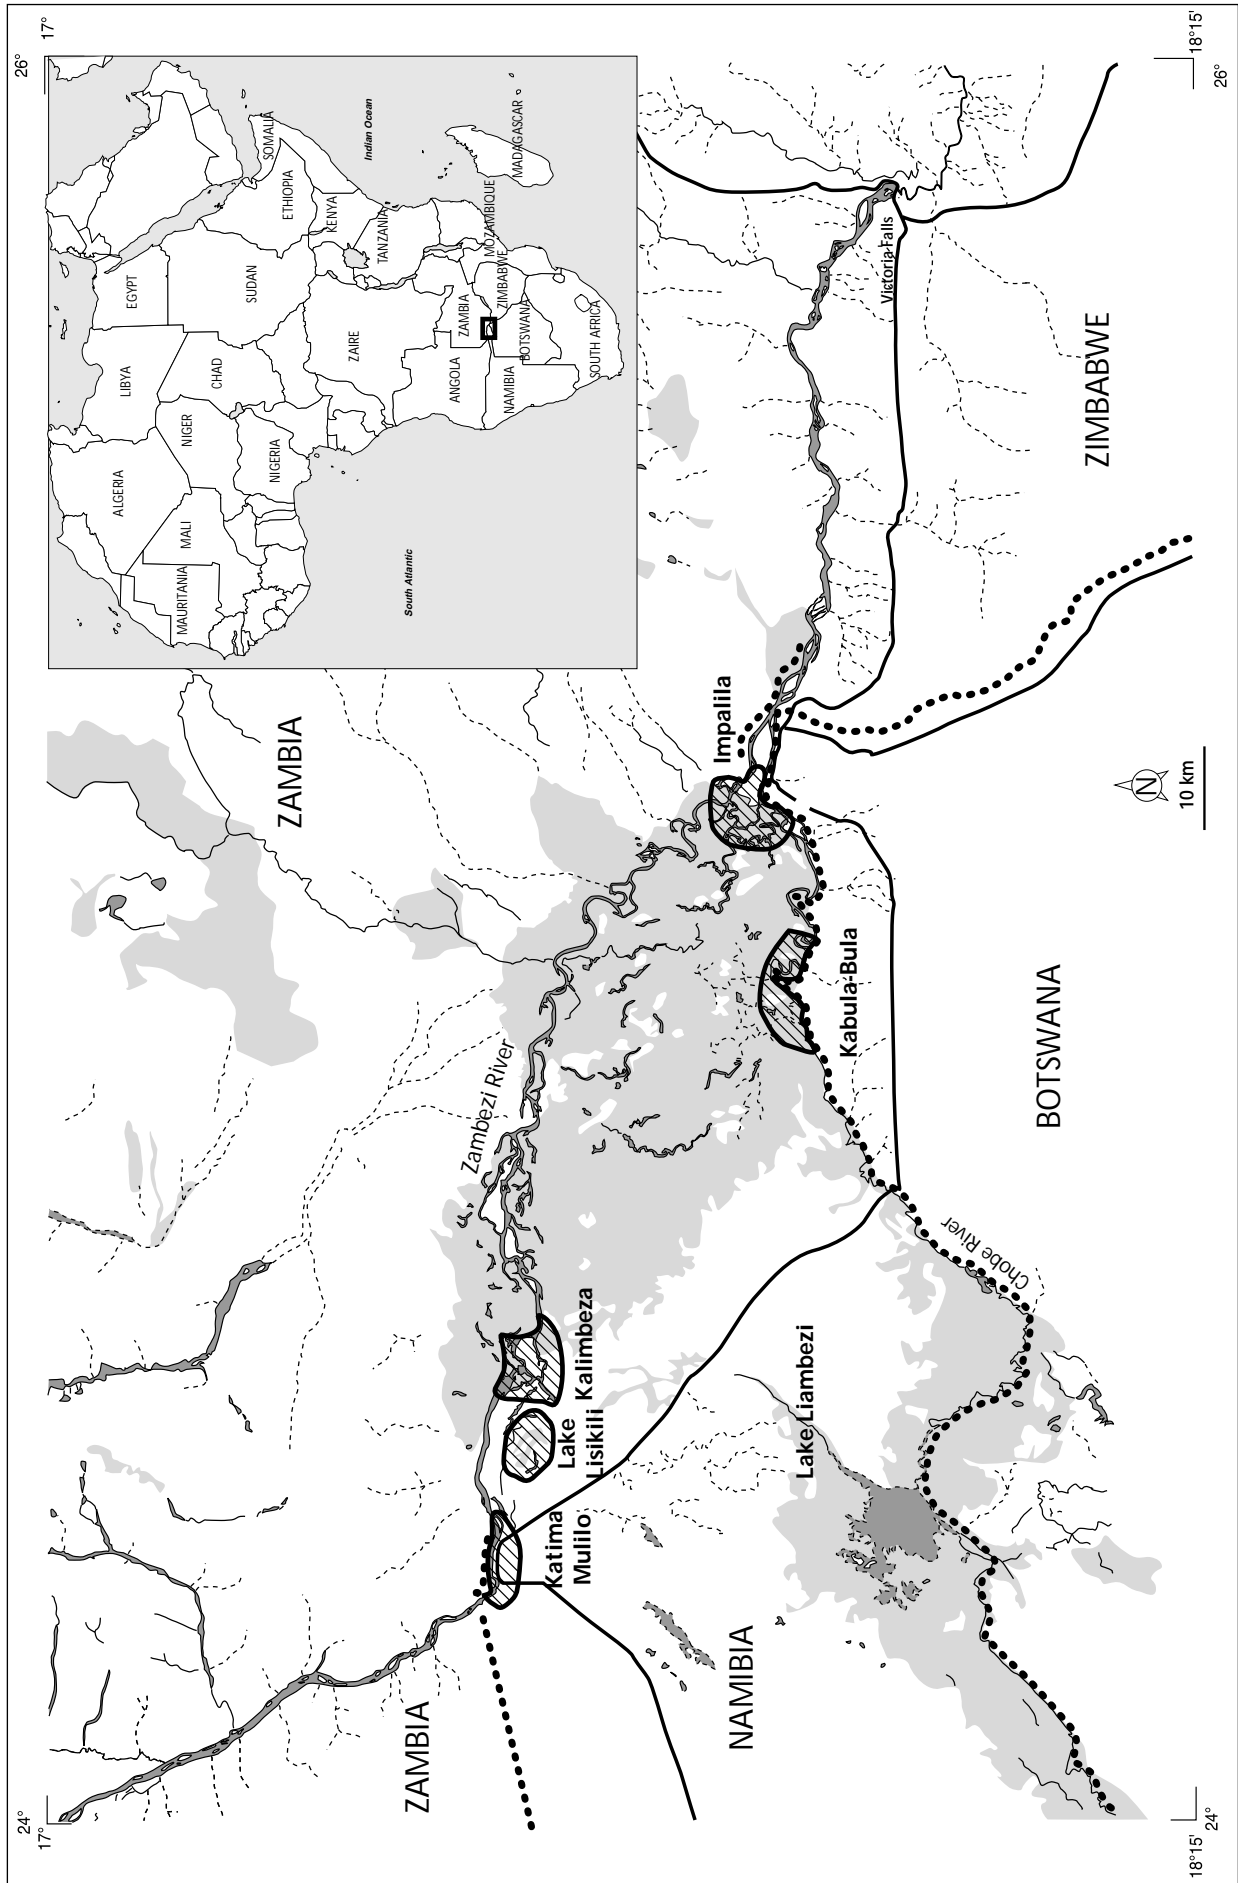 24°
17°
26°
17°
ALGERIA
LIBYA
EGYPT
MAURITANIA
MALI
NIGER
CHAD
SUDAN
ETHIOPIA
SOMALIA
NIGERIA
ZAIRE
KENYA
TANZANIA
ANGOLA
ZAMBIA
MOZAMBIQUE
ZIMBABWE
NAMIBIA
BOTSWANA
SOUTH AFRICA
MADAGASCAR
South Atlantic
Indian Ocean
ZAMBIA
ZAMBIA
Zambezi River
Katima
Mulilo
Lake
Lisikili
Kalimbeza
Impalila
Kabula-Bula
Victoria Falls
Lake Liambezi
Chobe River
NAMIBIA
BOTSWANA
ZIMBABWE
N
10 km
18°15'
24°
18°15'
26°